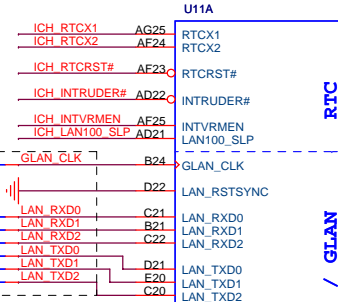 U11A
ICH_RTCX1 AG25 RTCX1
ICH_RTCX2 AF24 RTCX2
ICH_RTCRST# AF23 RTCRST#
ICH_INTRUDER# AD22 INTRUDER#
ICH_INTVRMEN AF25 INTVRMEN
ICH_LAN100_SLP AD21 LAN100_SLP
GLAN_CLK B24 GLAN_CLK
D22 LAN_RSTSYNC
LAN_RXD0 C21 LAN_RXD0
LAN_RXD1 B21 LAN_RXD1
LAN_RXD2 C22 LAN_RXD2
LAN_TXD0 D21 LAN_TXD0
LAN_TXD1 E20 LAN_TXD1
LAN_TXD2 C20 LAN_TXD2
RTC
/ GLAN